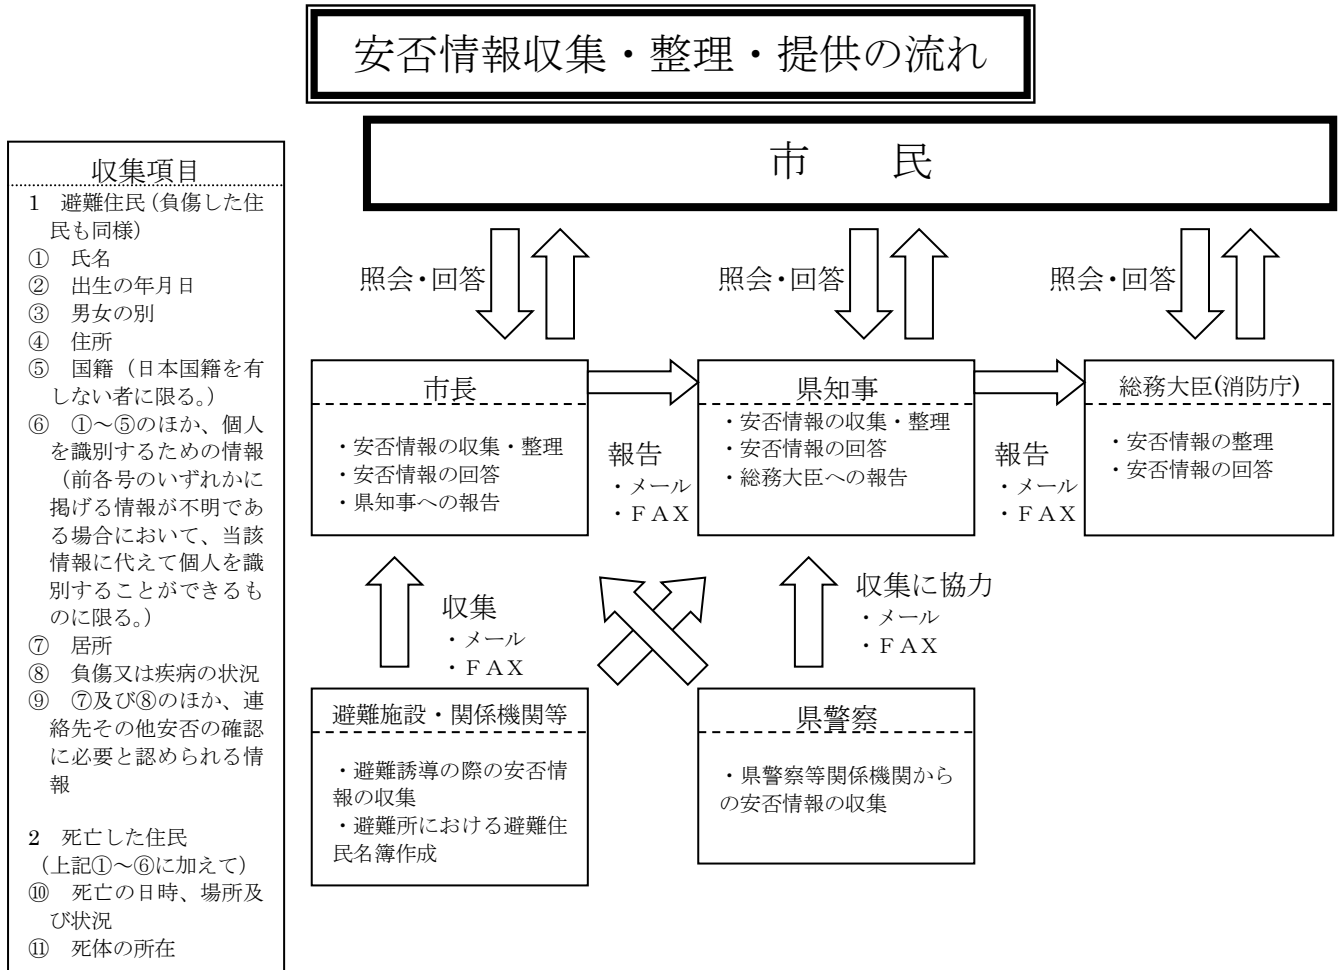 安否情報収集・整理・提供の流れ
市　民
収集項目
1　避難住民（負傷した住
民も同様）
①　氏名
②　出生の年月日
③　男女の別
④　住所
⑤　国籍（日本国籍を有
しない者に限る。）
⑥　①～⑤のほか、個人
を識別するための情報
（前各号のいずれかに
掲げる情報が不明であ
る場合において、当該
情報に代えて個人を識
別することができるも
のに限る。）
⑦　居所
⑧　負傷又は疾病の状況
⑨　⑦及び⑧のほか、連
絡先その他安否の確認
に必要と認められる情
報
2　死亡した住民
（上記①～⑥に加えて）
⑩　死亡の日時、場所及
び状況
⑪　死体の所在
照会・回答
照会・回答
照会・回答
市長
・安否情報の収集・整理
・安否情報の回答
・県知事への報告
報告
・メール
・ＦＡＸ
県知事
・安否情報の収集・整理
・安否情報の回答
・総務大臣への報告
報告
・メール
・ＦＡＸ
総務大臣(消防庁)
・安否情報の整理
・安否情報の回答
収集
・メール
・ＦＡＸ
収集に協力
・メール
・ＦＡＸ
避難施設・関係機関等
・避難誘導の際の安否情
報の収集
・避難所における避難住
民名簿作成
県警察
・県警察等関係機関から
の安否情報の収集